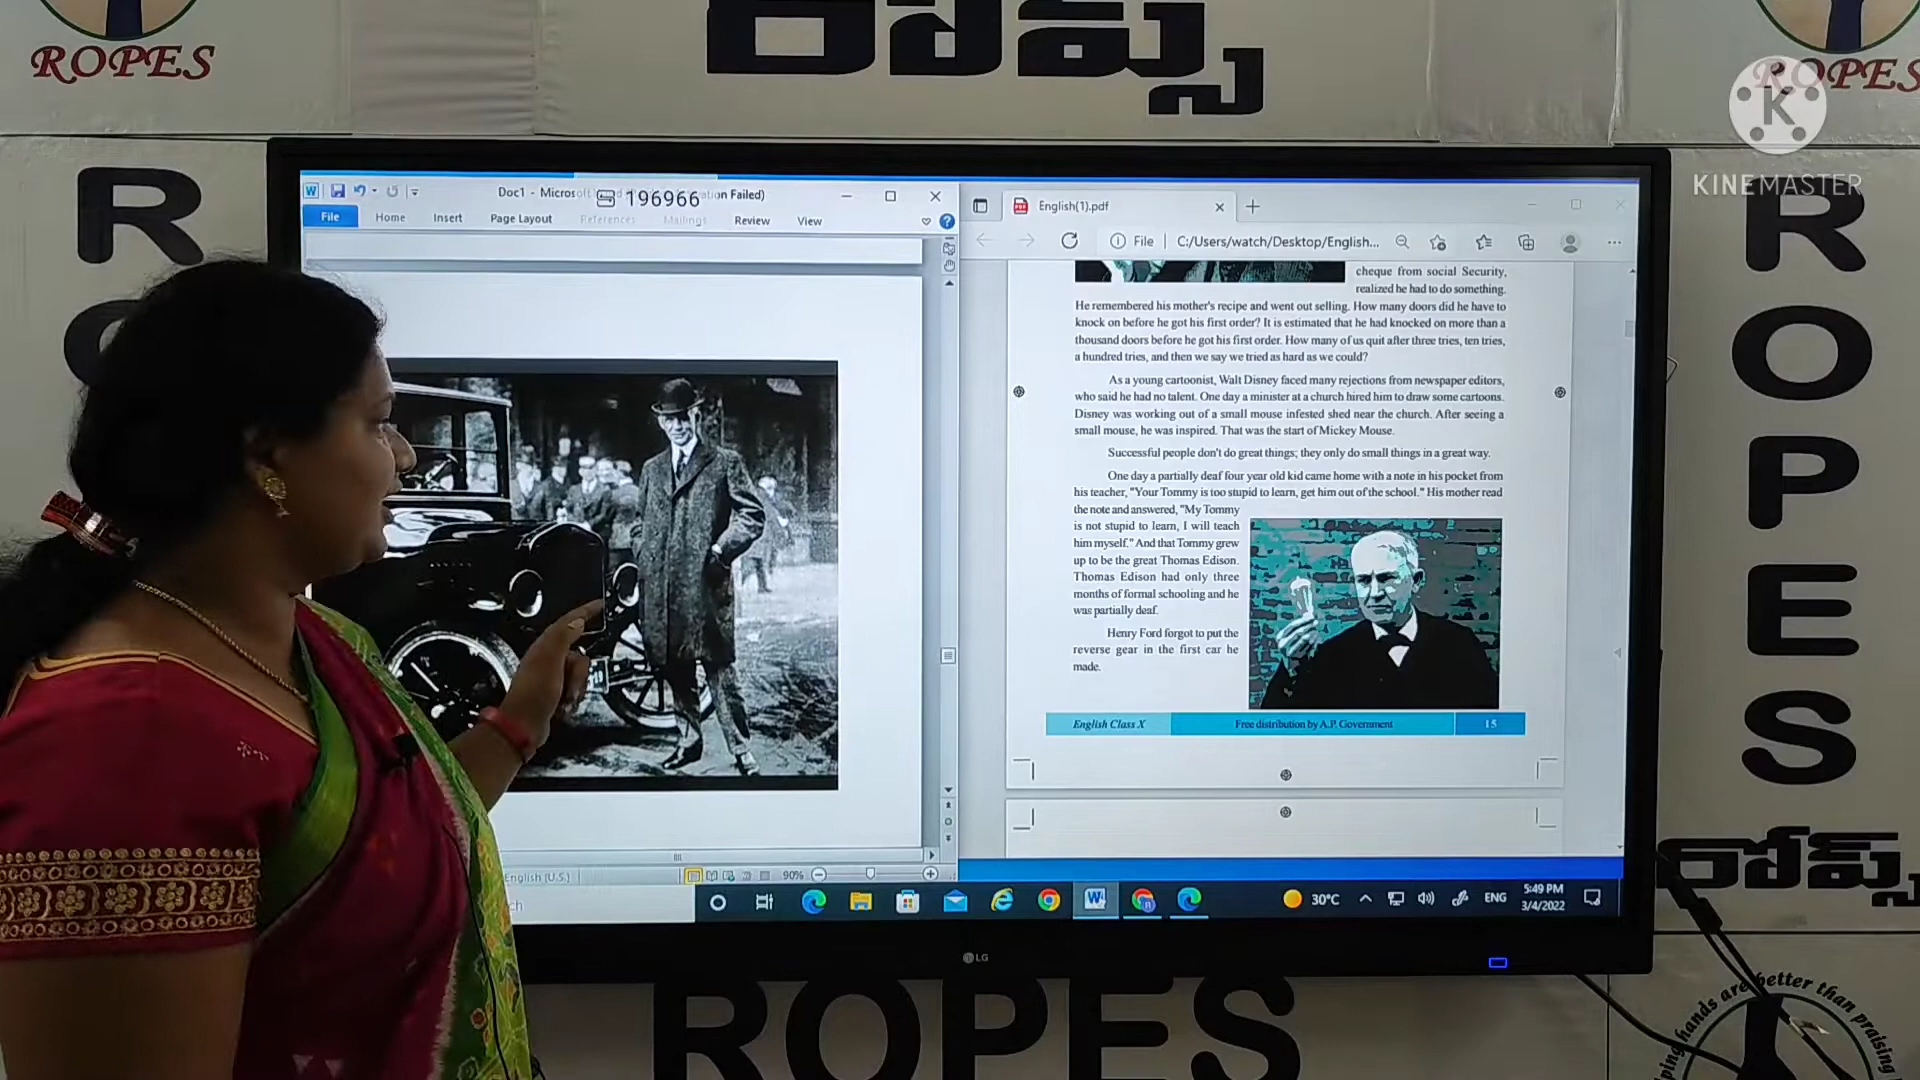 ROPES
రోప్స్
ROPES
KINEMASTER
R
Doc1 - Micros
196966
ation Failed)
File Home Insert Page Layout References Mailings Review View
English(1).pdf
File C:/Users/watch/Desktop/English...
cheque from social Security,
realized he had to do something.
He remembered his mother's recipe and went out selling. How many doors did he have to
knock on before he got his first order? It is estimated that he had knocked on more than a
thousand doors before he got his first order. How many of us quit after three tries, ten tries,
a hundred tries, and then we say we tried as hard as we could?
As a young cartoonist, Walt Disney faced many rejections from newspaper editors,
who said he had no talent. One day a minister at a church hired him to draw some cartoons.
Disney was working out of a small mouse infested shed near the church. After seeing a
small mouse, he was inspired. That was the start of Mickey Mouse.
Successful people don't do great things; they only do small things in a great way.
One day a partially deaf four year old kid came home with a note in his pocket from
his teacher, "Your Tommy is too stupid to learn, get him out of the school." His mother read
the note and answered, "My Tommy
is not stupid to learn, I will teach
him myself." And that Tommy grew
up to be the great Thomas Edison.
Thomas Edison had only three
months of formal schooling and he
was partially deaf.
Henry Ford forgot to put the
reverse gear in the first car he
made.
English Class X Free distribution by A.P. Government 15
English (U.S.) 90%
30°C ENG
5:49 PM
3/4/2022
LG
ROPES
ROPES
రోప్స్
hands are better than praising